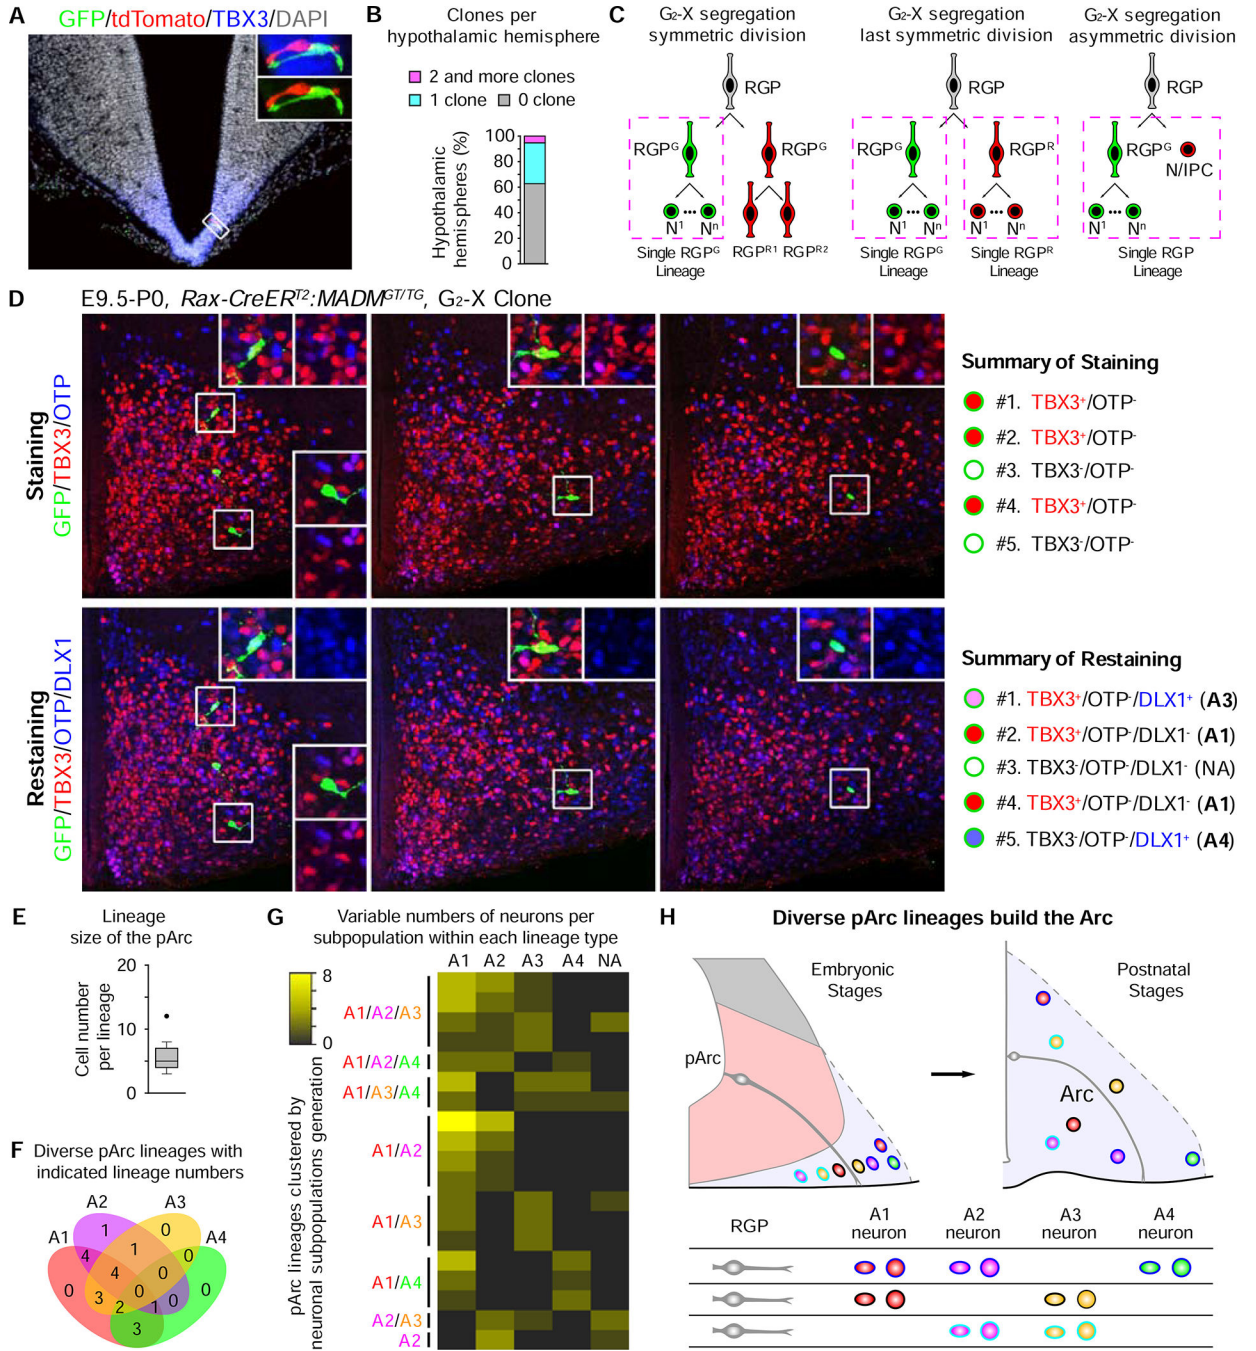 A
GFP/tdTomato/TBX3/DAPI
B
Clones per
hypothalamic hemisphere
2 and more clones
1 clone
0 clone
Hypothalamic
hemispheres (%)
100
80
60
40
20
0
C
G₂-X segregation
symmetric division
RGP
RGPᴳ
RGPᴳ
N¹
Nⁿ
RGPᴿ¹ RGPᴿ²
Single RGPᴳ
Lineage
G₂-X segregation
last symmetric division
RGP
RGPᴳ
RGPᴿ
N¹
Nⁿ
N¹
Nⁿ
Single RGPᴳ
Lineage
Single RGPᴿ
Lineage
G₂-X segregation
asymmetric division
RGP
RGPᴳ
N/IPC
N¹
Nⁿ
Single RGP
Lineage
D
E9.5-P0, Rax-CreERᵀ²:MADMᴳᵀ/ᵀᴳ, G₂-X Clone
Staining
GFP/TBX3/OTP
Summary of Staining
#1. TBX3⁺/OTP⁻
#2. TBX3⁺/OTP⁻
#3. TBX3⁻/OTP⁻
#4. TBX3⁺/OTP⁻
#5. TBX3⁻/OTP⁻
Restaining
GFP/TBX3/OTP/DLX1
Summary of Restaining
#1. TBX3⁺/OTP⁻/DLX1⁺ (A3)
#2. TBX3⁺/OTP⁻/DLX1⁻ (A1)
#3. TBX3⁻/OTP⁻/DLX1⁻ (NA)
#4. TBX3⁺/OTP⁻/DLX1⁻ (A1)
#5. TBX3⁻/OTP⁻/DLX1⁺ (A4)
E
Lineage
size of the pArc
Cell number
per lineage
20
10
0
F
Diverse pArc lineages with
indicated lineage numbers
A1
A2
A3
A4
1
0
4
1
0
0
4
0
0
3
0
2
1
0
3
G
Variable numbers of neurons per
subpopulation within each lineage type
A1 A2 A3 A4 NA
8
4
0
pArc lineages clustered by
neuronal subpopulations generation
A1/A2/A3
A1/A2/A4
A1/A3/A4
A1/A2
A1/A3
A1/A4
A2/A3
A2
H
Diverse pArc lineages build the Arc
Embryonic
Stages
pArc
Postnatal
Stages
Arc
RGP
A1
neuron
A2
neuron
A3
neuron
A4
neuron